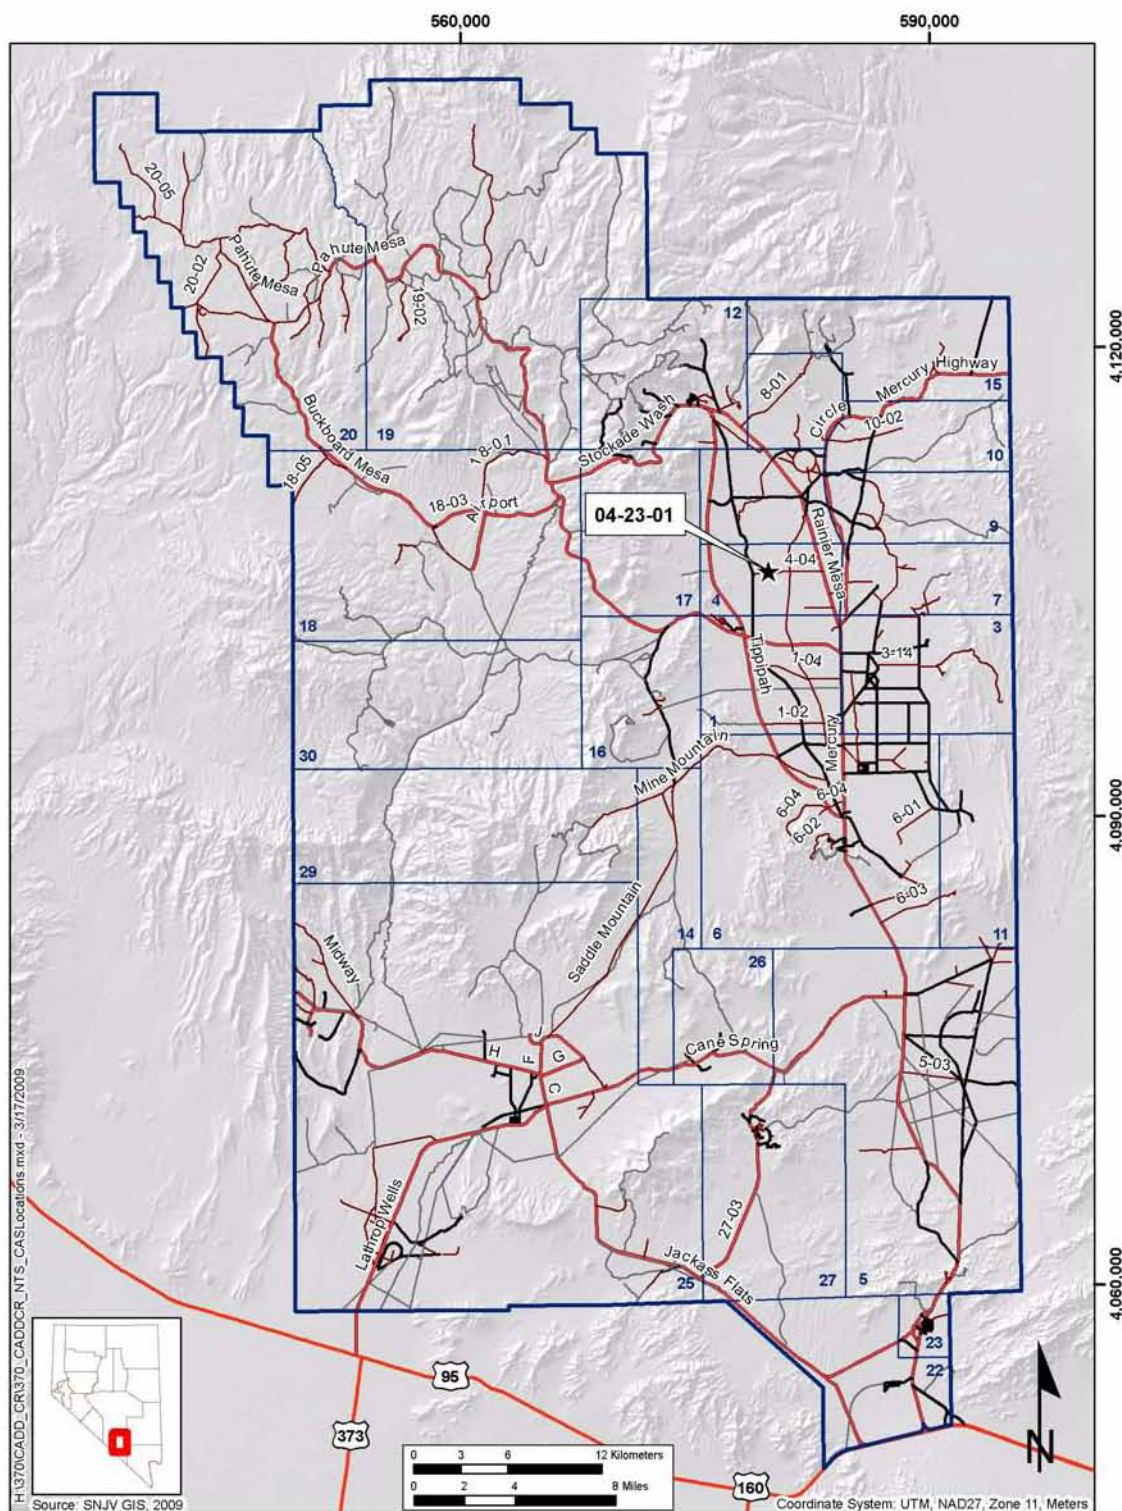 560,000
590,000
20-05
Pahute Mesa
Pahute Mesa
20-02
19-02
12
4,120,000
Mercury Highway
8-01
15
Circle
10-02
Buckboard Mesa
Stockade Wash
20
19
18-01
10
18-05
18-03
Airport
04-23-01
9
Rainier Mesa
4-04
17
4
7
18
3
Tippipah
1-04
3-14
1-02
1
Mercury
30
16
Mine Mountain
6-04
6-04
4,090,000
6-02
6-01
29
6-03
Saddle Mountain
14
6
11
Midway
26
J
H
F
G
Cane Spring
C
5-03
Lathrop Wells
27-03
Jackass Flats
25
27
5
4,060,000
23
22
95
373
160
0 3 6 12 Kilometers
0 4 8 Miles
N
H:\370\CADD_CR\370_CADDCR_NTS_CASLocations.mxd - 3/17/2009
Source: SNJV GIS, 2009
Coordinate System: UTM, NAD27, Zone 11, Meters